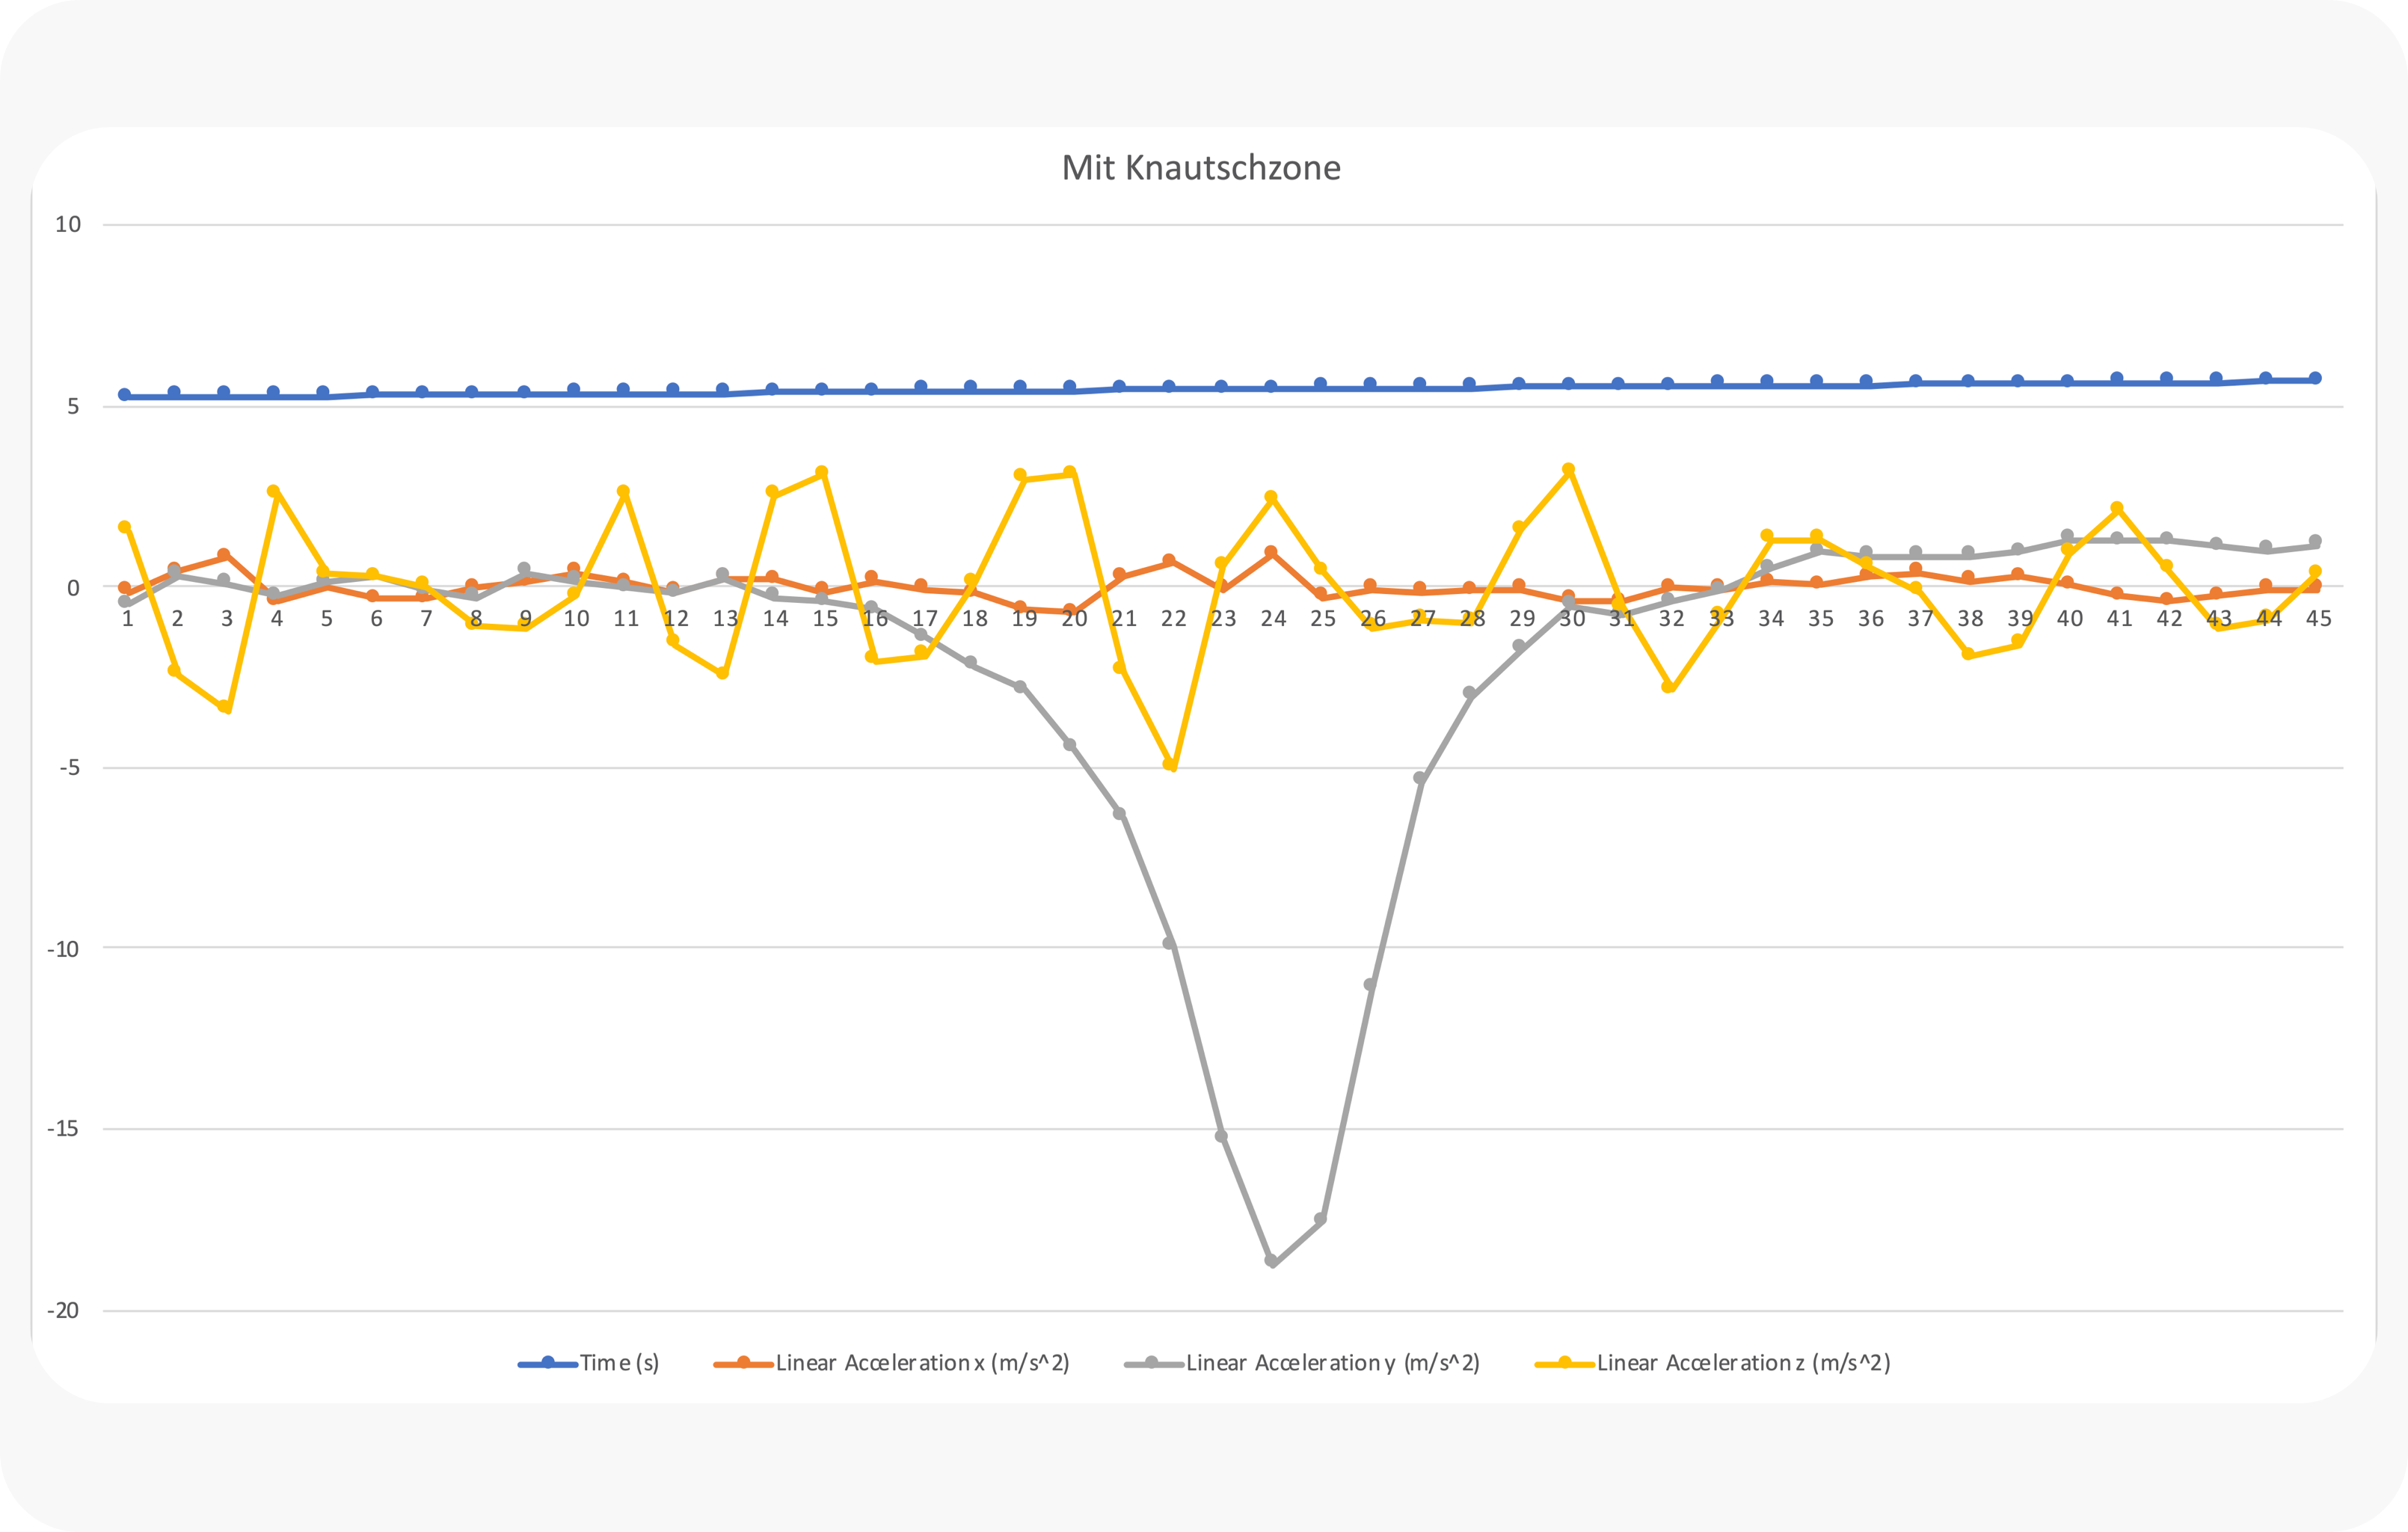 Mit Knautschzone
10
5
0
1 2 3 4 5 6 7 8 9 10 11 12 13 14 15 16 17 18 19 20 21 22 23 24 25 26 27 28 29 30 31 32 33 34 35 36 37 38 39 40 41 42 43 44 45
-5
-10
-15
-20
Time (s) Linear Acceleration x (m/s^2) Linear Acceleration y (m/s^2) Linear Acceleration z (m/s^2)